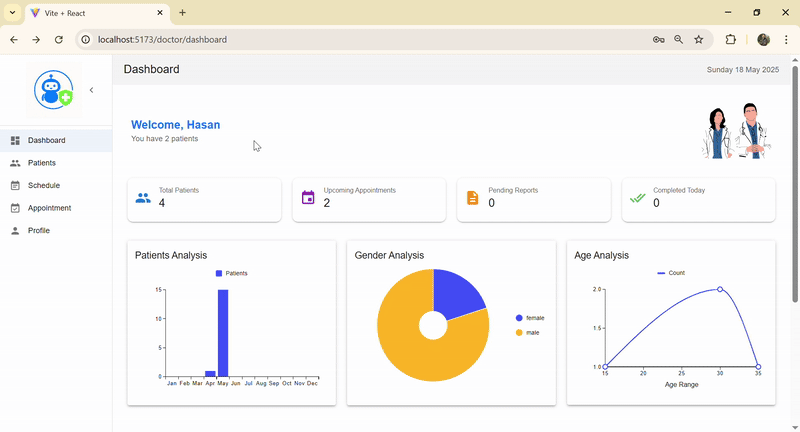 Vite + React
localhost:5173/doctor/dashboard
Dashboard
Sunday 18 May 2025
Welcome, Hasan
You have 2 patients
Dashboard
Patients
Schedule
Appointment
Profile
Total Patients
4
Upcoming Appointments
2
Pending Reports
0
Completed Today
0
Patients Analysis
Patients
15
10
5
0
Jan Feb Mar Apr May Jun Jul Aug Sep Oct Nov Dec
Gender Analysis
female
male
Age Analysis
Count
2.0
1.5
1.0
15 20 25 30 35
Age Range